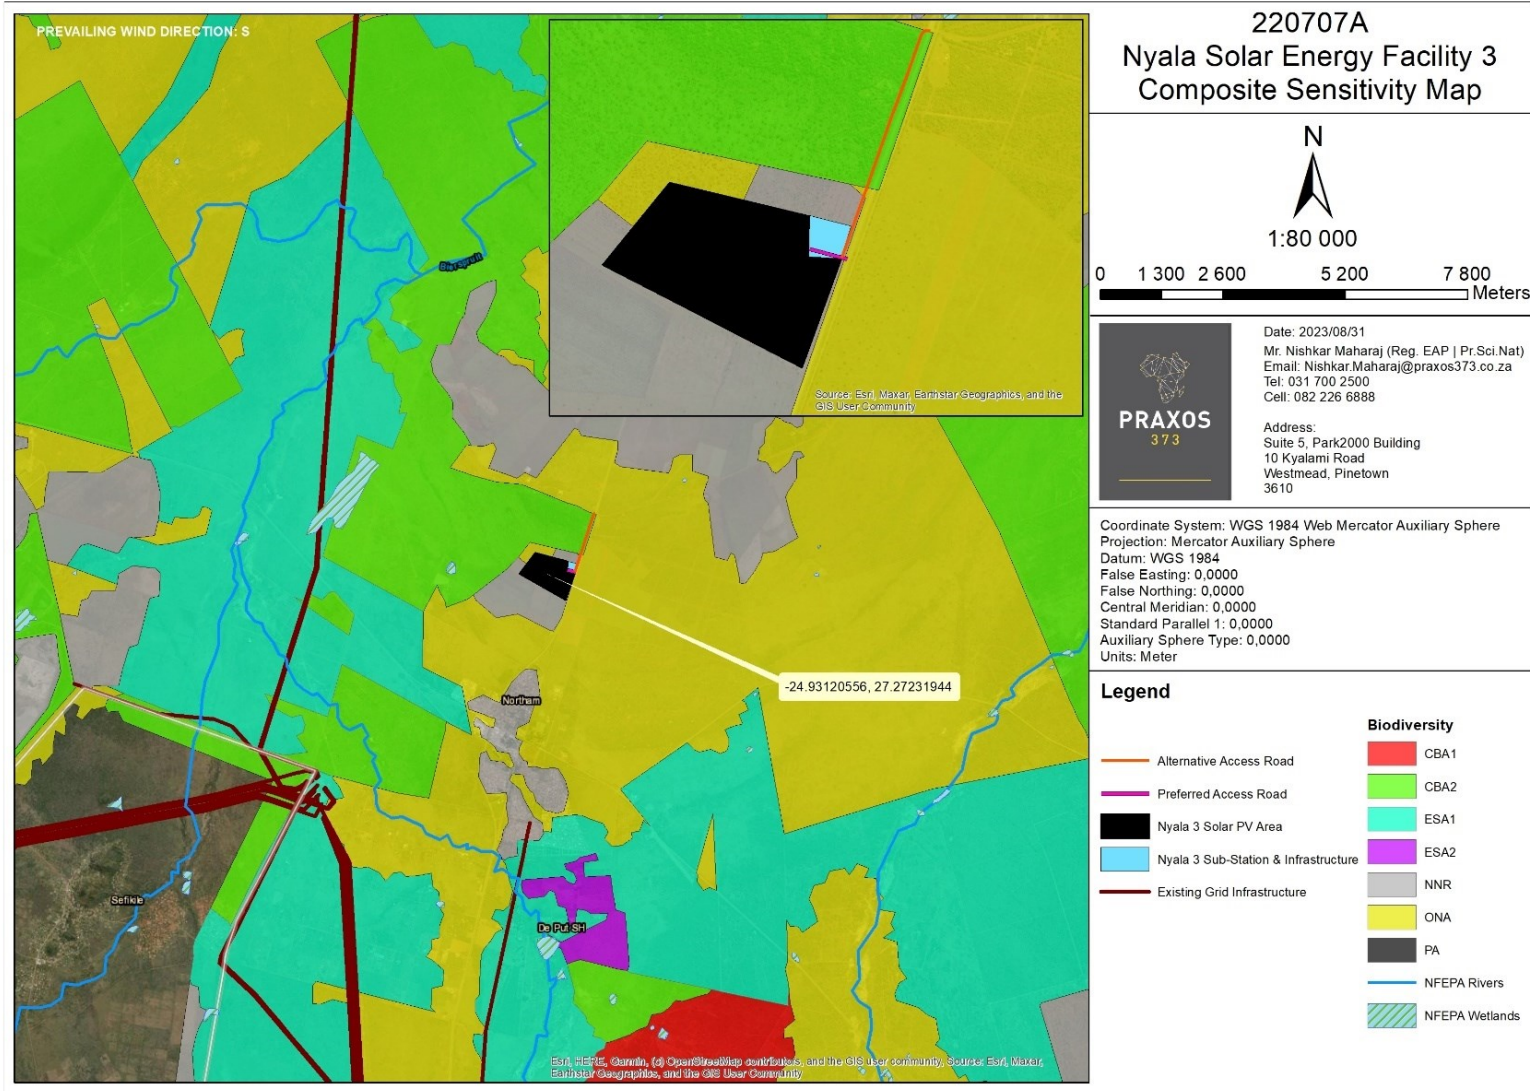 PREVAILING WIND DIRECTION: S
Bierspruit
Source: Esri, Maxar, Earthstar Geographics, and the
GIS User Community
-24.93120556, 27.27231944
Northam
Sefikile
De Put SH
Esri, HERE, Garmin, (c) OpenStreetMap contributors, and the GIS user community, Source: Esri, Maxar,
Earthstar Geographics, and the GIS User Community
220707A
Nyala Solar Energy Facility 3
Composite Sensitivity Map
N
1:80 000
0 1 300 2 600 5 200 7 800
Meters
PRAXOS
373
Date: 2023/08/31
Mr. Nishkar Maharaj (Reg. EAP | Pr.Sci.Nat)
Email: Nishkar.Maharaj@praxos373.co.za
Tel: 031 700 2500
Cell: 082 226 6888
Address:
Suite 5, Park2000 Building
10 Kyalami Road
Westmead, Pinetown
3610
Coordinate System: WGS 1984 Web Mercator Auxiliary Sphere
Projection: Mercator Auxiliary Sphere
Datum: WGS 1984
False Easting: 0,0000
False Northing: 0,0000
Central Meridian: 0,0000
Standard Parallel 1: 0,0000
Auxiliary Sphere Type: 0,0000
Units: Meter
Legend
Alternative Access Road
Preferred Access Road
Nyala 3 Solar PV Area
Nyala 3 Sub-Station & Infrastructure
Existing Grid Infrastructure
Biodiversity
CBA1
CBA2
ESA1
ESA2
NNR
ONA
PA
NFEPA Rivers
NFEPA Wetlands